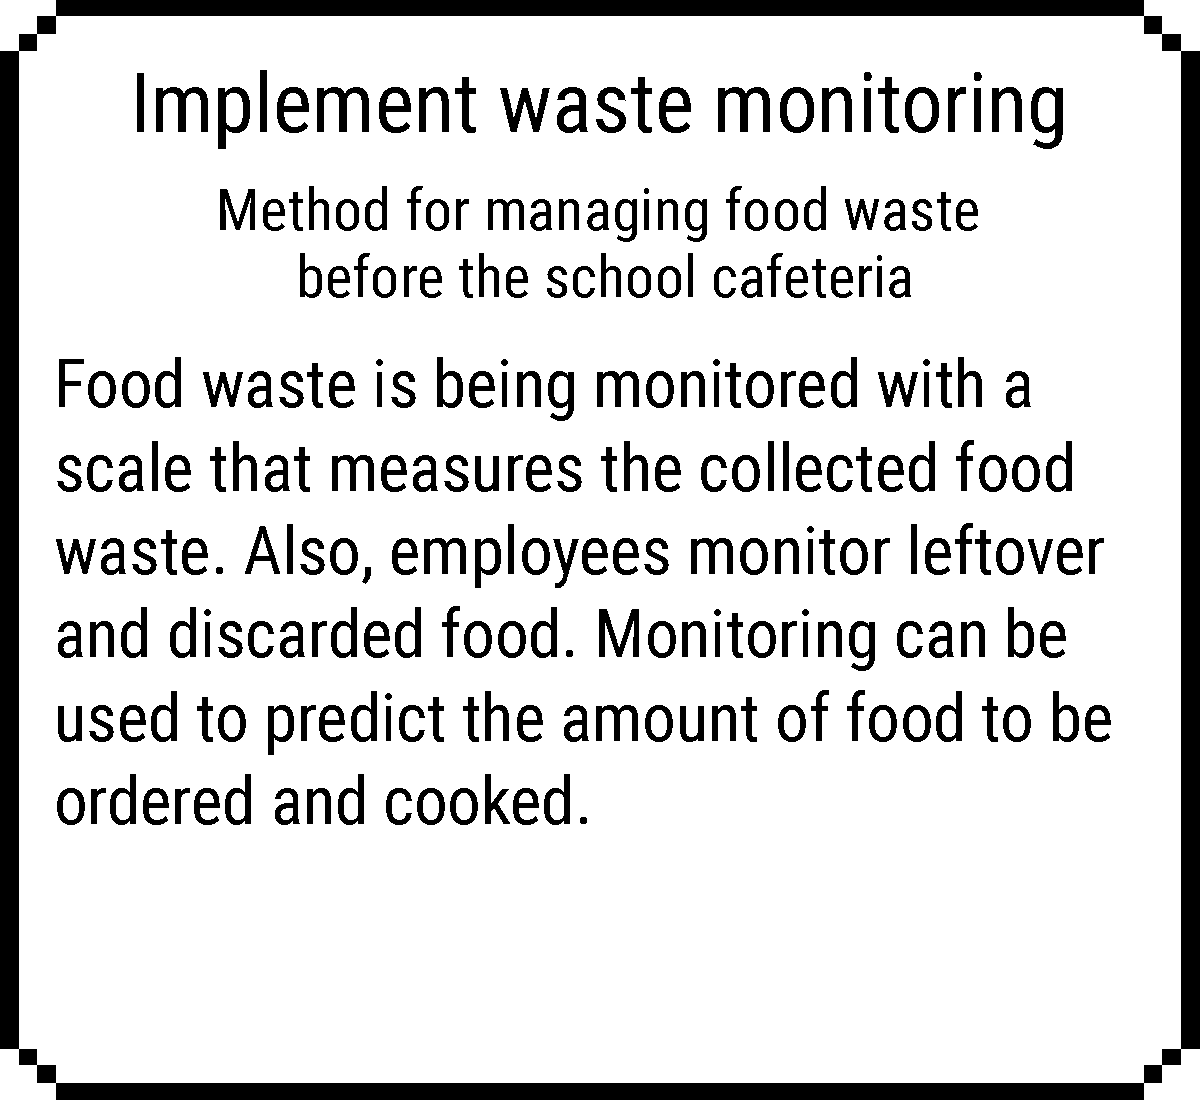 Implement waste monitoring
Method for managing food waste
before the school cafeteria
Food waste is being monitored with a
scale that measures the collected food
waste. Also, employees monitor leftover
and discarded food. Monitoring can be
used to predict the amount of food to be
ordered and cooked.